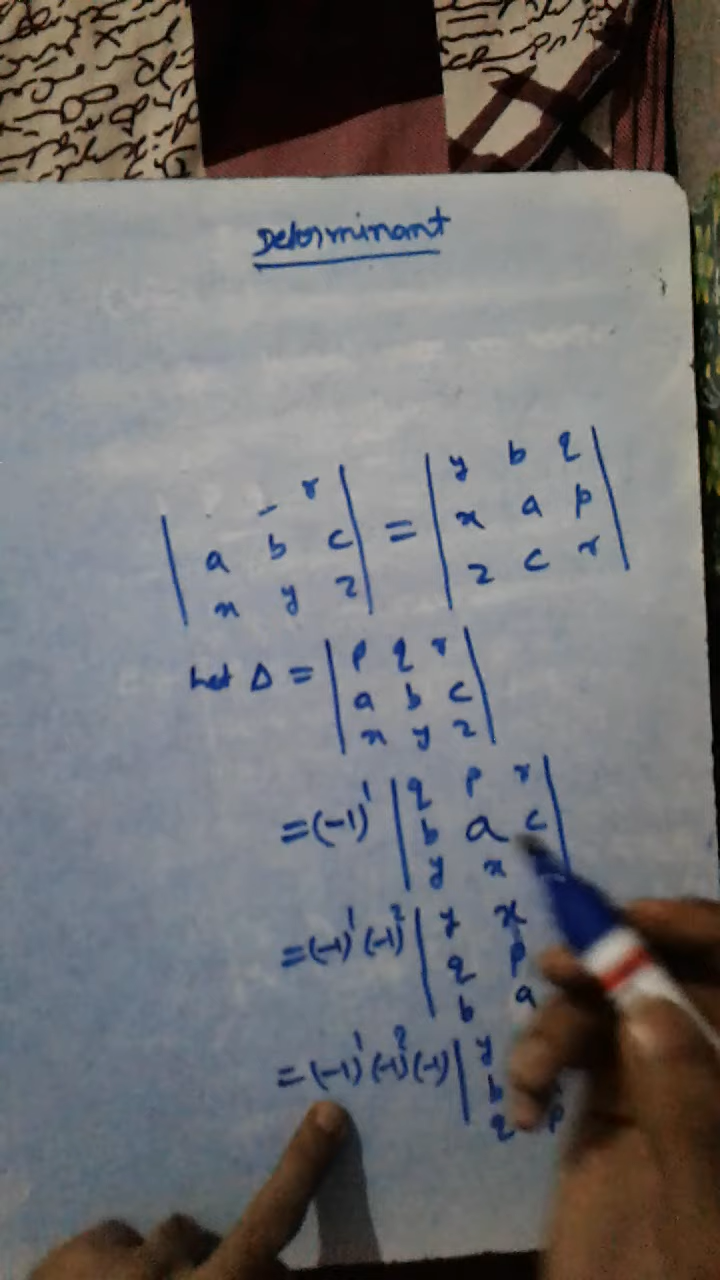 Determinant
r y b q
a b c = x a p
x y z z c r
Let Δ = p q r
a b c
x y z
= (-1)¹ q p r
b a c
y x
= (-1)¹ (-1)² y x
q p
b a
= (-1)¹ (-1)² (-1) y
b
q p